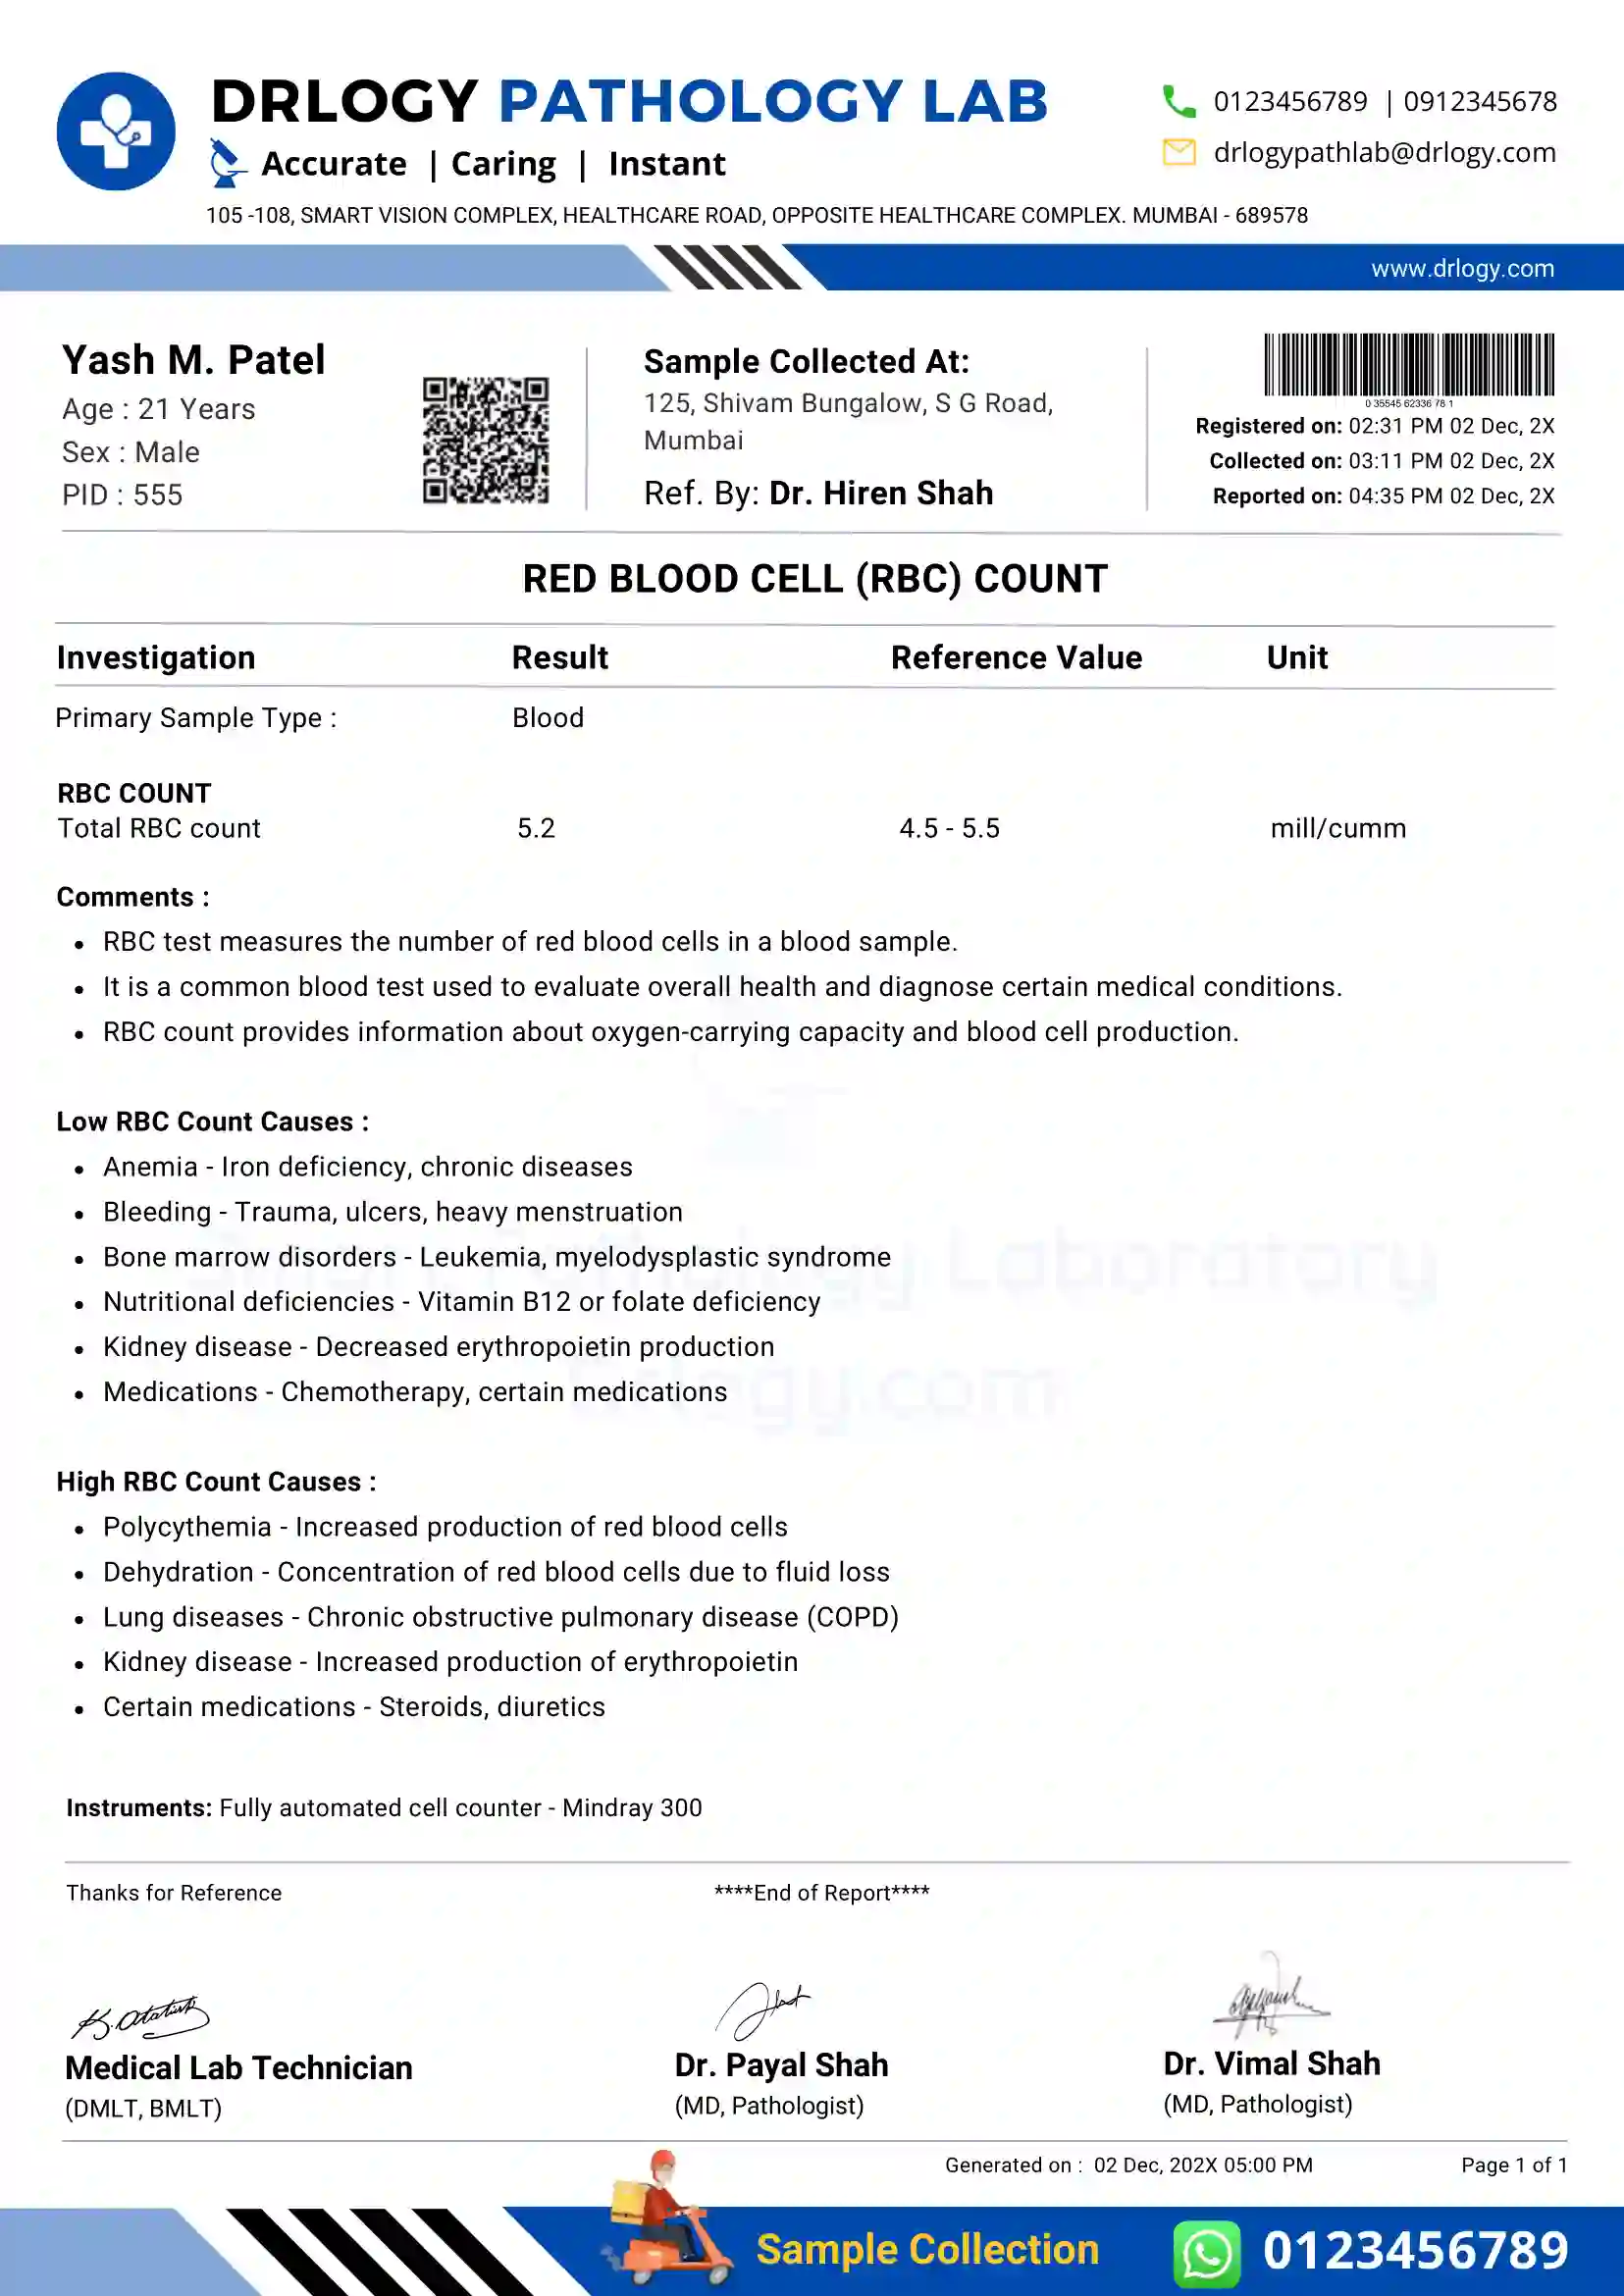 DRLOGY PATHOLOGY LAB
Accurate | Caring | Instant
0123456789 | 0912345678
drlogypathlab@drlogy.com
105 -108, SMART VISION COMPLEX, HEALTHCARE ROAD, OPPOSITE HEALTHCARE COMPLEX. MUMBAI - 689578
www.drlogy.com
Yash M. Patel
Age : 21 Years
Sex : Male
PID : 555
Sample Collected At:
125, Shivam Bungalow, S G Road,
Mumbai
Ref. By: Dr. Hiren Shah
0 35545 62336 78 1
Registered on: 02:31 PM 02 Dec, 2X
Collected on: 03:11 PM 02 Dec, 2X
Reported on: 04:35 PM 02 Dec, 2X
RED BLOOD CELL (RBC) COUNT
Investigation Result Reference Value Unit
Primary Sample Type : Blood
RBC COUNT
Total RBC count 5.2 4.5 - 5.5 mill/cumm
Comments :
• RBC test measures the number of red blood cells in a blood sample.
• It is a common blood test used to evaluate overall health and diagnose certain medical conditions.
• RBC count provides information about oxygen-carrying capacity and blood cell production.
Low RBC Count Causes :
• Anemia - Iron deficiency, chronic diseases
• Bleeding - Trauma, ulcers, heavy menstruation
• Bone marrow disorders - Leukemia, myelodysplastic syndrome
• Nutritional deficiencies - Vitamin B12 or folate deficiency
• Kidney disease - Decreased erythropoietin production
• Medications - Chemotherapy, certain medications
High RBC Count Causes :
• Polycythemia - Increased production of red blood cells
• Dehydration - Concentration of red blood cells due to fluid loss
• Lung diseases - Chronic obstructive pulmonary disease (COPD)
• Kidney disease - Increased production of erythropoietin
• Certain medications - Steroids, diuretics
Instruments: Fully automated cell counter - Mindray 300
Thanks for Reference ****End of Report****
Medical Lab Technician
(DMLT, BMLT)
Dr. Payal Shah
(MD, Pathologist)
Dr. Vimal Shah
(MD, Pathologist)
Generated on : 02 Dec, 202X 05:00 PM Page 1 of 1
Sample Collection 0123456789